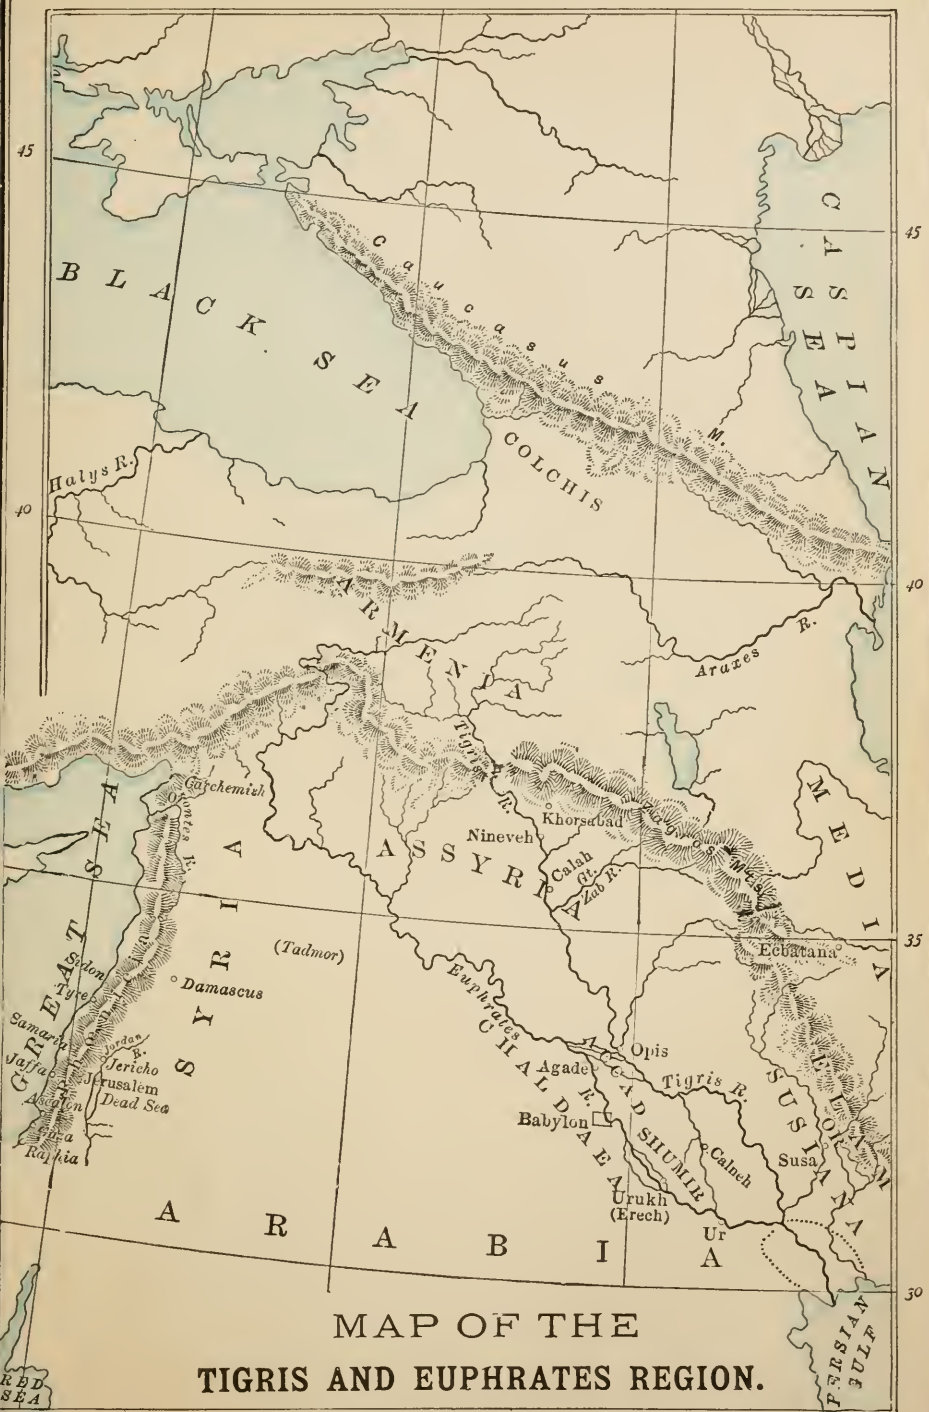 45
BLACK SEA
Caucasus M.
CASPIAN
SEA
45
COLCHIS
Halys R.
40
40
ARMENIA
Araxes R.
Tigris R.
MEDIA
Carchemish
Orontes R.
Khorsabad
Zagros Mts.
Nineveh
ASSYRIA
Calah
Gt.
Zab R.
GREAT SEA
SYRIA
35
(Tadmor)
Ecbatana
Sidon
Tyre
Damascus
Euphrates R.
Samaria
Jordan
R.
Jaffa
Jericho
Jerusalem
Ascalon
Dead Sea
Gaza
Raphia
Phoenicia
CHALDAEA
ACCAD
Opis
Agade
Tigris R.
Babylon
SHUMIR
Calneh
Susa
ELAM
OR
SUSIANA
Urukh
(Erech)
Ur
ARABIA
30
PERSIAN
GULF
RED
SEA
MAP OF THE
TIGRIS AND EUPHRATES REGION.